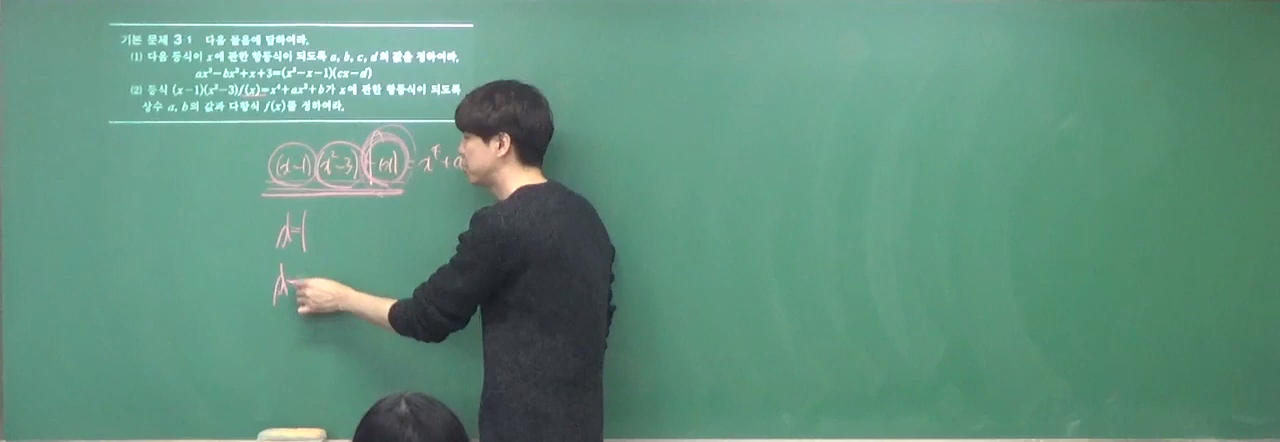 기본 문제 3·1 다음 물음에 답하여라.
(1) 다음 등식이 x에 관한 항등식이 되도록 a, b, c, d의 값을 정하여라.
ax³−bx²+x+3=(x²−x−1)(cx−d)
(2) 등식 (x−1)(x²−3)f(x)=x⁴+ax²+b가 x에 관한 항등식이 되도록
상수 a, b의 값과 다항식 f(x)를 정하여라.
(x−1)(x²−3)f(x)=x⁴+a
x=1
x